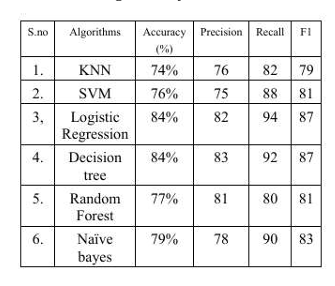 S.no Algorithms Accuracy (%) Precision Recall F1
1. KNN 74% 76 82 79
2. SVM 76% 75 88 81
3, Logistic Regression 84% 82 94 87
4. Decision tree 84% 83 92 87
5. Random Forest 77% 81 80 81
6. Naïve bayes 79% 78 90 83